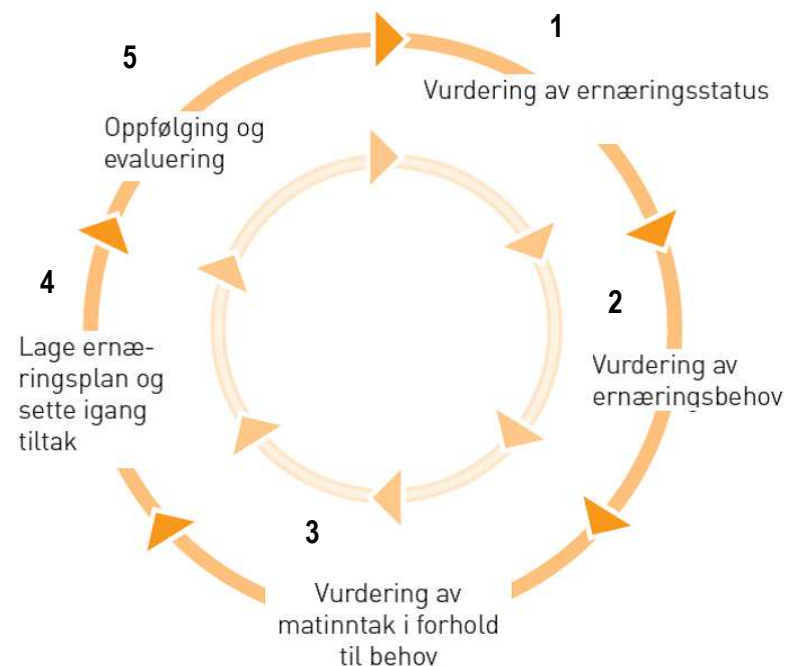 1
Vurdering av ernæringsstatus
2
Vurdering av
ernæringsbehov
3
Vurdering av
matinntak i forhold
til behov
4
Lage ernæ-
ringsplan og
sette igang
tiltak
5
Oppfølging og
evaluering